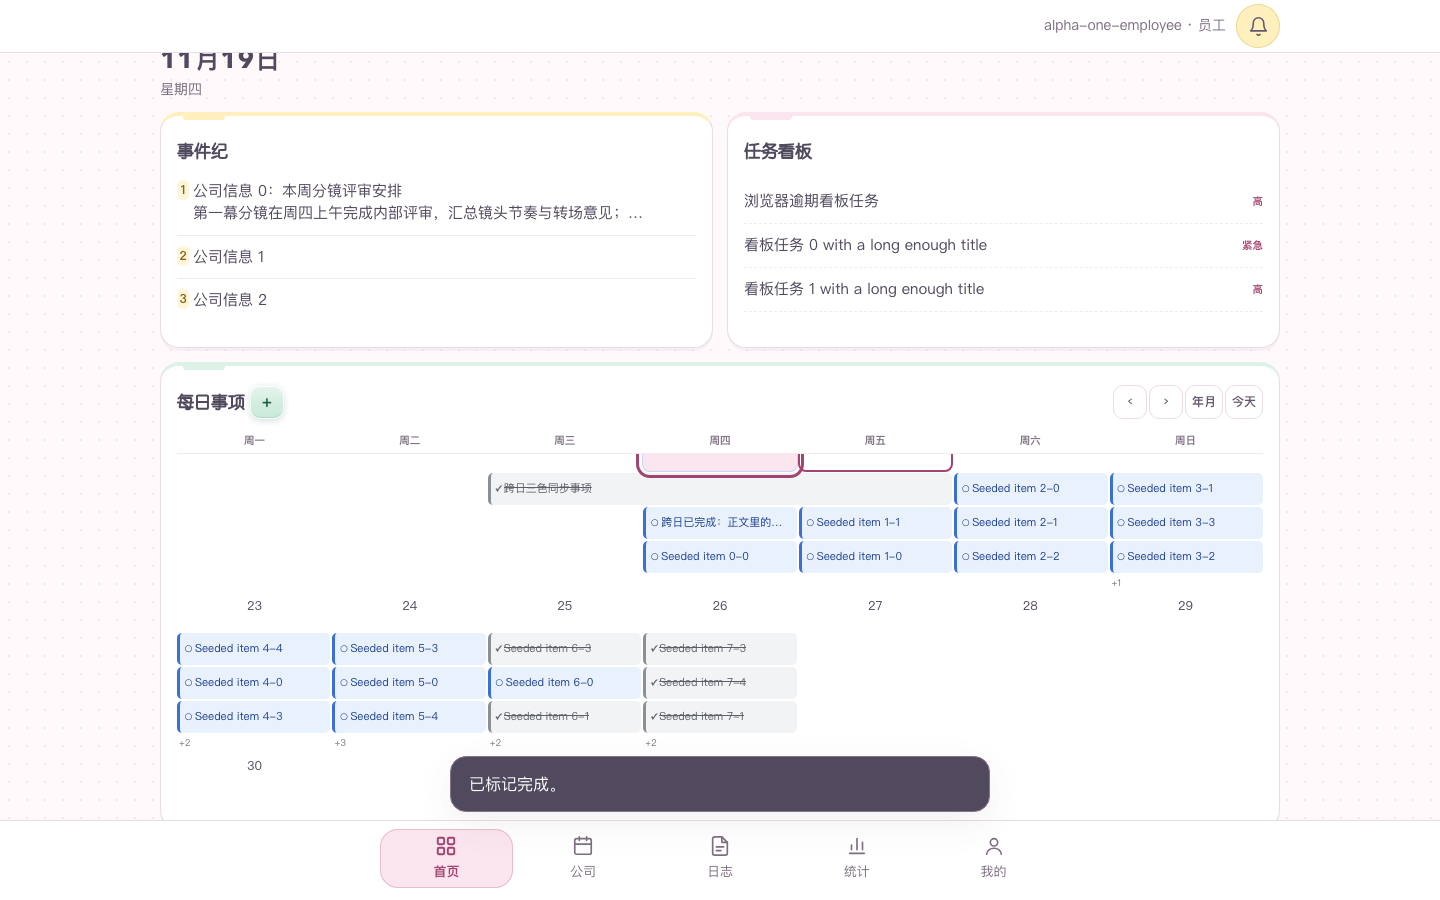 alpha-one-employee · 员工
11月19日
星期四
事件纪
1 公司信息 0：本周分镜评审安排
第一幕分镜在周四上午完成内部评审，汇总镜头节奏与转场意见；...
2 公司信息 1
3 公司信息 2
任务看板
浏览器逾期看板任务 高
看板任务 0 with a long enough title 紧急
看板任务 1 with a long enough title 高
每日事项 +
‹ › 年月 今天
周一 周二 周三 周四 周五 周六 周日
✓跨日三色同步事项 ○ Seeded item 2-0 ○ Seeded item 3-1
○ 跨日已完成：正文里的... ○ Seeded item 1-1 ○ Seeded item 2-1 ○ Seeded item 3-3
○ Seeded item 0-0 ○ Seeded item 1-0 ○ Seeded item 2-2 ○ Seeded item 3-2
+1
23 24 25 26 27 28 29
○ Seeded item 4-4 ○ Seeded item 5-3 ✓Seeded item 6-3 ✓Seeded item 7-3
○ Seeded item 4-0 ○ Seeded item 5-0 ○ Seeded item 6-0 ✓Seeded item 7-4
○ Seeded item 4-3 ○ Seeded item 5-4 ✓Seeded item 6-1 ✓Seeded item 7-1
+2 +3 +2 +2
30
已标记完成。
首页 公司 日志 统计 我的